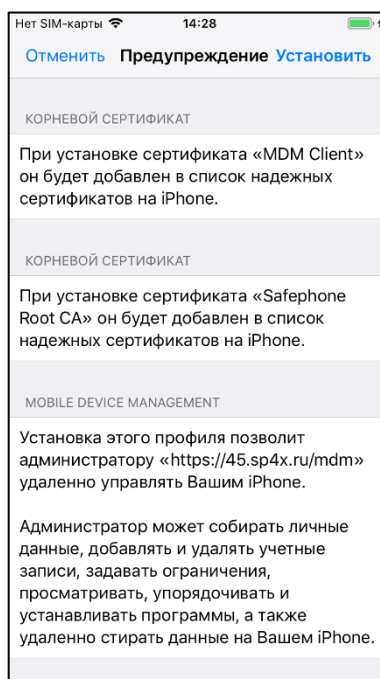 Нет SIM-карты 14:28
Отменить Предупреждение Установить
КОРНЕВОЙ СЕРТИФИКАТ
При установке сертификата «MDM Client»
он будет добавлен в список надежных
сертификатов на iPhone.
КОРНЕВОЙ СЕРТИФИКАТ
При установке сертификата «Safephone
Root CA» он будет добавлен в список
надежных сертификатов на iPhone.
MOBILE DEVICE MANAGEMENT
Установка этого профиля позволит
администратору «https://45.sp4x.ru/mdm»
удаленно управлять Вашим iPhone.
Администратор может собирать личные
данные, добавлять и удалять учетные
записи, задавать ограничения,
просматривать, упорядочивать и
устанавливать программы, а также
удаленно стирать данные на Вашем iPhone.